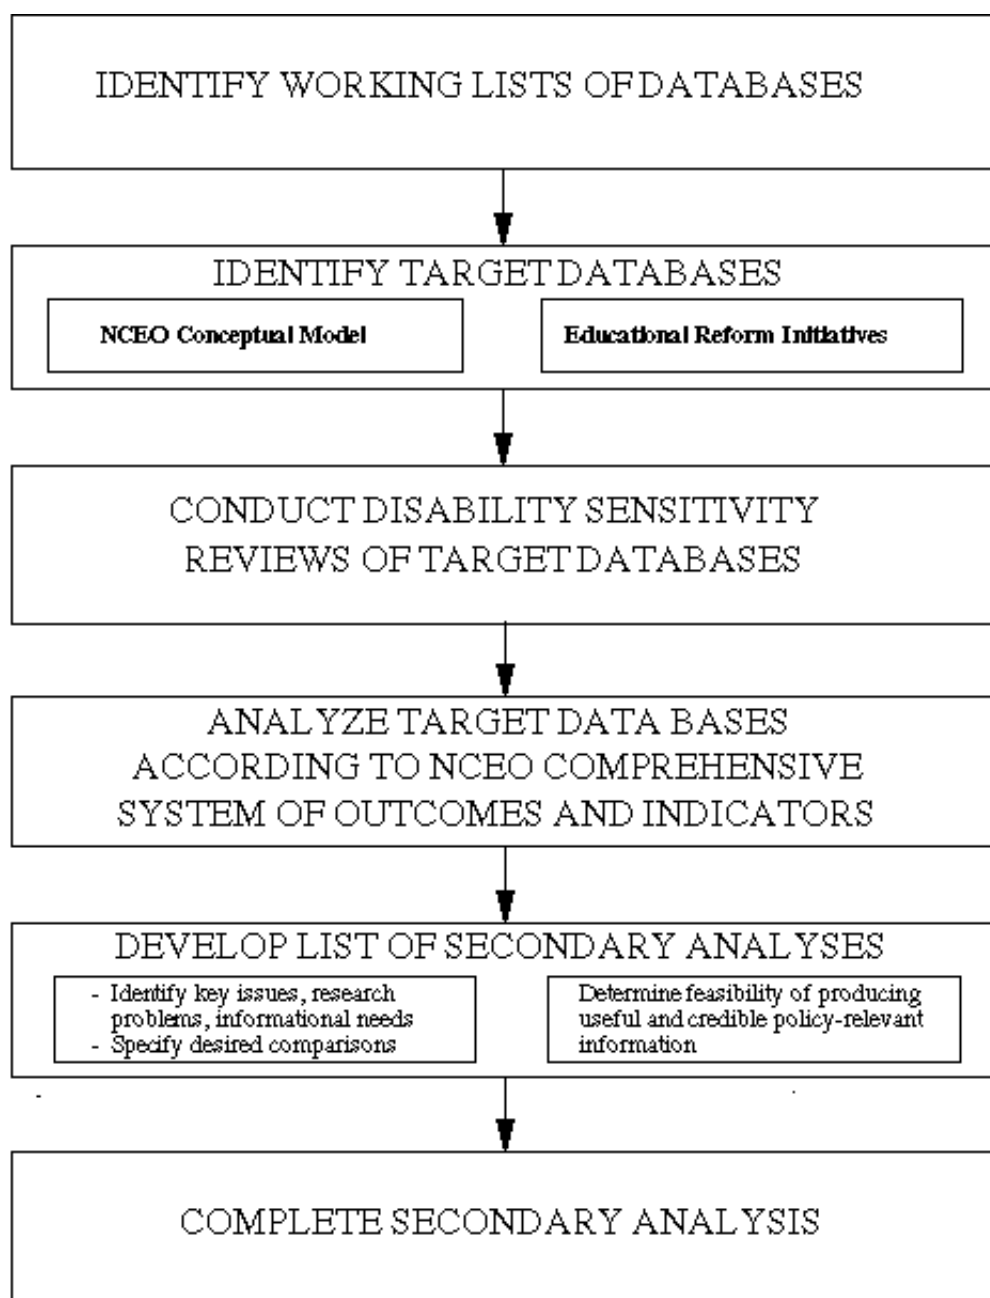 IDENTIFY WORKING LISTS OF DATABASES
IDENTIFY TARGET DATABASES
NCEO Conceptual Model
Educational Reform Initiatives
CONDUCT DISABILITY SENSITIVITY
REVIEWS OF TARGET DATABASES
ANALYZE TARGET DATA BASES
ACCORDING TO NCEO COMPREHENSIVE
SYSTEM OF OUTCOMES AND INDICATORS
DEVELOP LIST OF SECONDARY ANALYSES
- Identify key issues, research
problems, informational needs
- Specify desired comparisons
Determine feasibility of producing
useful and credible policy-relevant
information
COMPLETE SECONDARY ANALYSIS